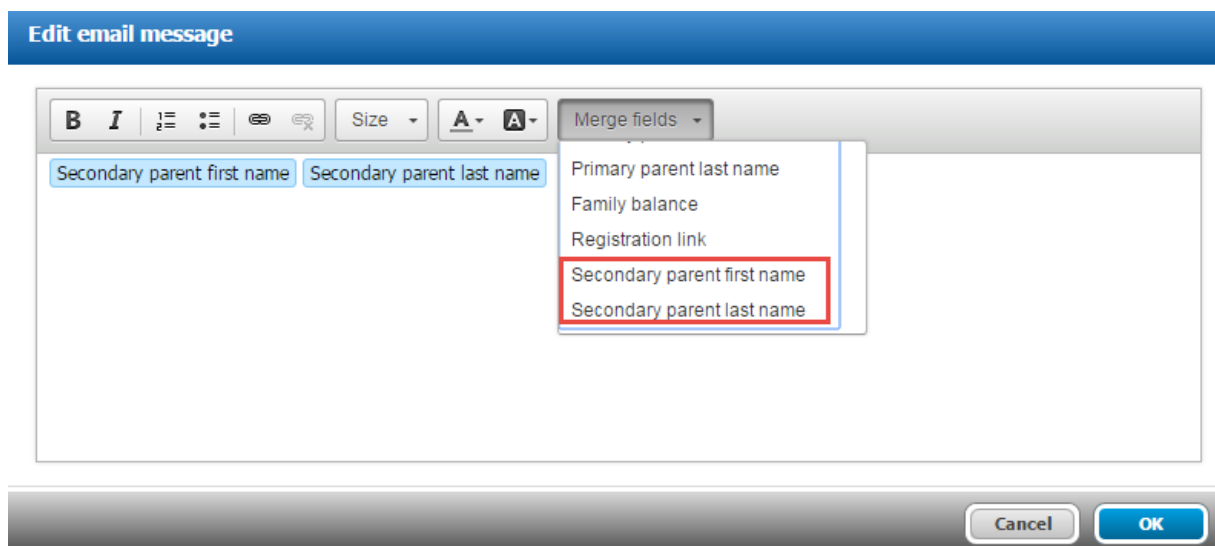 Edit email message
B I Size A A Merge fields
Secondary parent first name Secondary parent last name
Primary parent last name
Family balance
Registration link
Secondary parent first name
Secondary parent last name
Cancel OK